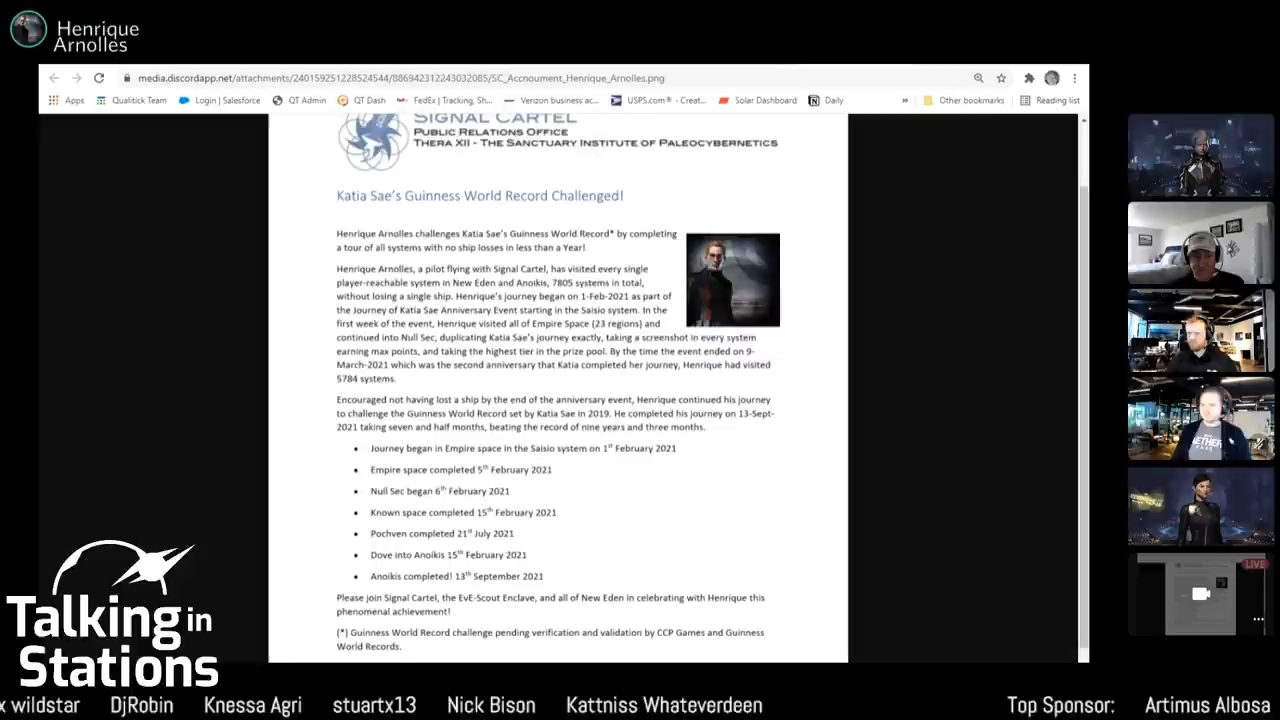 Henrique
Arnolles
media.discordapp.net/attachments/240159251228524544/886942312243032085/SC_Accnoument_Henrique_Arnolles.png
Apps
Qualitick Team
Login | Salesforce
QT Admin
QT Dash
FedEx | Tracking, Sh...
Verizon business ac...
USPS.com® - Creat...
Solar Dashboard
Daily
»
Other bookmarks
Reading list
SIGNAL CARTEL
PUBLIC RELATIONS OFFICE
THERA XII - THE SANCTUARY INSTITUTE OF PALEOCYBERNETICS
Katia Sae's Guinness World Record Challenged!
Henrique Arnolles challenges Katia Sae's Guinness World Record* by completing
a tour of all systems with no ship losses in less than a Year!
Henrique Arnolles, a pilot flying with Signal Cartel, has visited every single
player-reachable system in New Eden and Anoikis, 7805 systems in total,
without losing a single ship. Henrique's journey began on 1-Feb-2021 as part of
the Journey of Katia Sae Anniversary Event starting in the Saisio system. In the
first week of the event, Henrique visited all of Empire Space (23 regions) and
continued into Null Sec, duplicating Katia Sae's journey exactly, taking a screenshot in every system
earning max points, and taking the highest tier in the prize pool. By the time the event ended on 9-
March-2021 which was the second anniversary that Katia completed her journey, Henrique had visited
5784 systems.
Encouraged not having lost a ship by the end of the anniversary event, Henrique continued his journey
to challenge the Guinness World Record set by Katia Sae in 2019. He completed his journey on 13-Sept-
2021 taking seven and half months, beating the record of nine years and three months.
• Journey began in Empire space in the Saisio system on 1st February 2021
• Empire space completed 5th February 2021
• Null Sec began 6th February 2021
• Known space completed 15th February 2021
• Pochven completed 21st July 2021
• Dove into Anoikis 15th February 2021
• Anoikis completed! 13th September 2021
Please join Signal Cartel, the EvE-Scout Enclave, and all of New Eden in celebrating with Henrique this
phenomenal achievement!
(*) Guinness World Record challenge pending verification and validation by CCP Games and Guinness
World Records.
LIVE
Talking in
Stations
x wildstar DjRobin Knessa Agri stuartx13 Nick Bison Kattniss Whateverdeen
Top Sponsor: Artimus Albosa